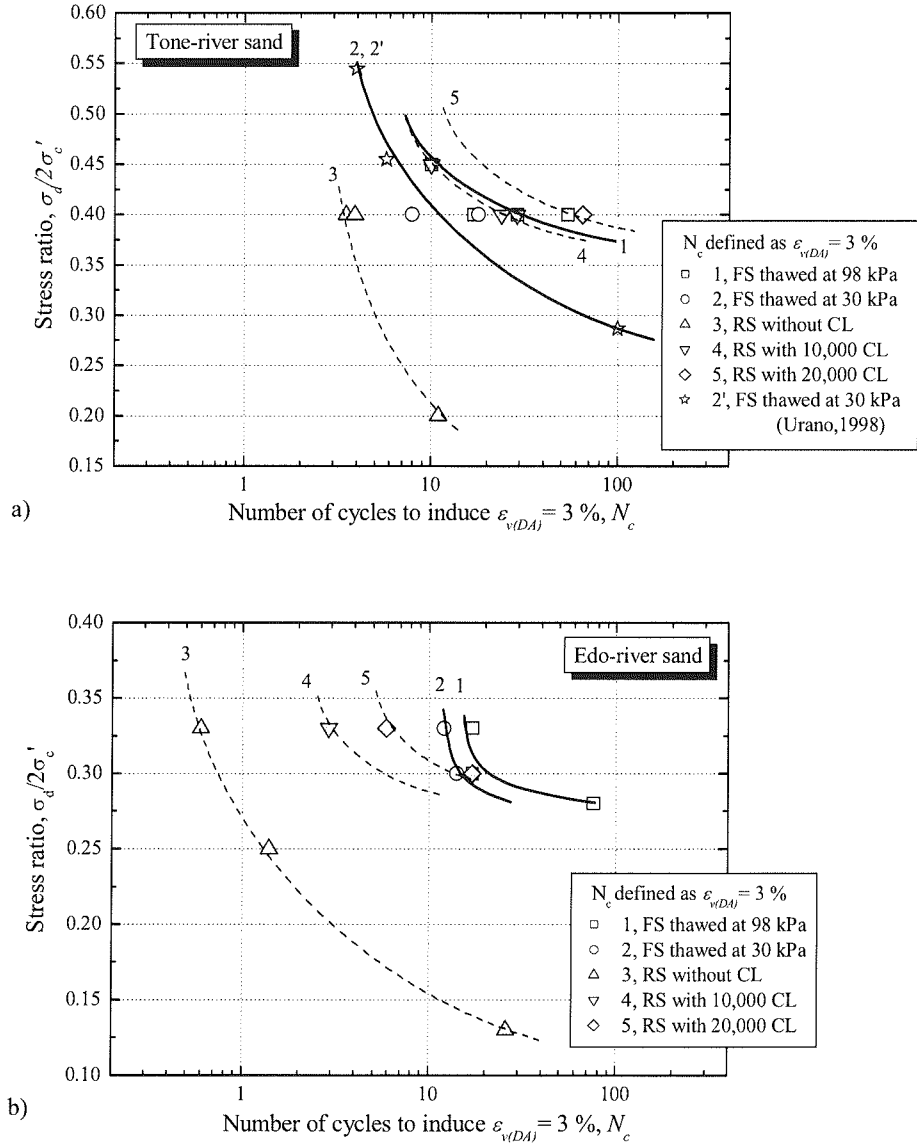 Tone-river sand
0.60
0.55
0.50
0.45
0.40
0.35
0.30
0.25
0.20
0.15
Stress ratio, σd/2σc'
2, 2'
5
3
1
4
1
10
100
Number of cycles to induce εv(DA)= 3 %, Nc
a)
Nc defined as εv(DA)= 3 %
1, FS thawed at 98 kPa
2, FS thawed at 30 kPa
3, RS without CL
4, RS with 10,000 CL
5, RS with 20,000 CL
2', FS thawed at 30 kPa
(Urano,1998)
Edo-river sand
0.40
0.35
0.30
0.25
0.20
0.15
0.10
Stress ratio, σd/2σc'
3
4
5
2
1
1
10
100
Number of cycles to induce εv(DA)= 3 %, Nc
b)
Nc defined as εv(DA)= 3 %
1, FS thawed at 98 kPa
2, FS thawed at 30 kPa
3, RS without CL
4, RS with 10,000 CL
5, RS with 20,000 CL